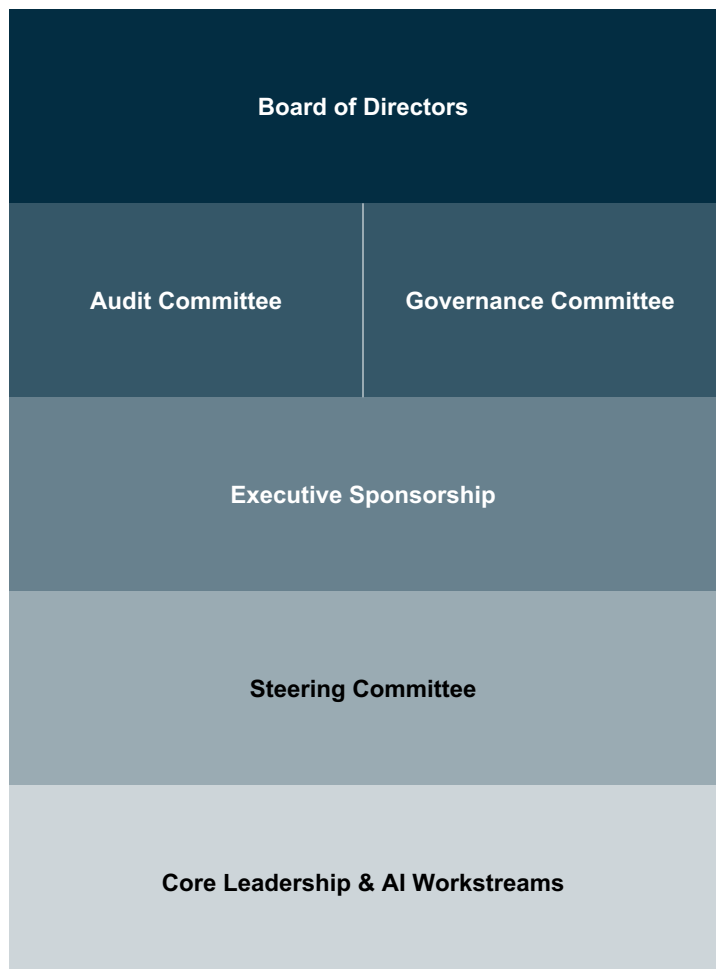 Board of Directors
Audit Committee
Governance Committee
Executive Sponsorship
Steering Committee
Core Leadership & AI Workstreams